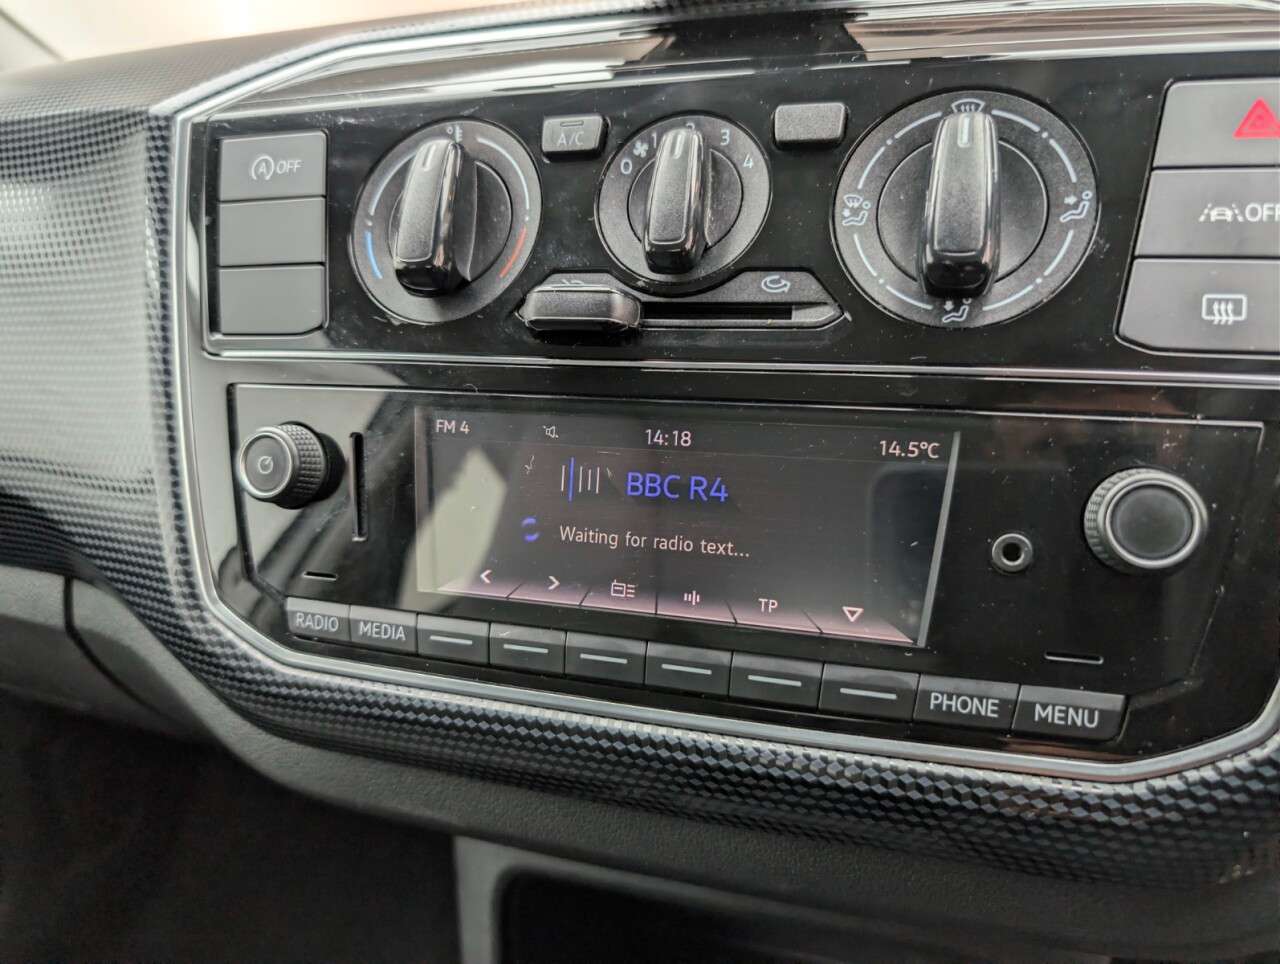 A OFF
A/C
0 1 2 3 4
OFF
FM 4
14:18
14.5°C
BBC R4
Waiting for radio text...
TP
RADIO
MEDIA
PHONE
MENU